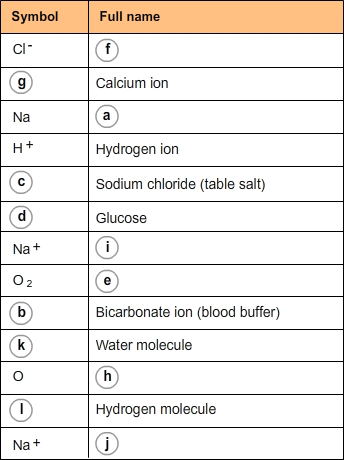 Symbol Full name
Cl - f
g Calcium ion
Na a
H + Hydrogen ion
c Sodium chloride (table salt)
d Glucose
Na + i
O 2 e
b Bicarbonate ion (blood buffer)
k Water molecule
O h
l Hydrogen molecule
Na + j